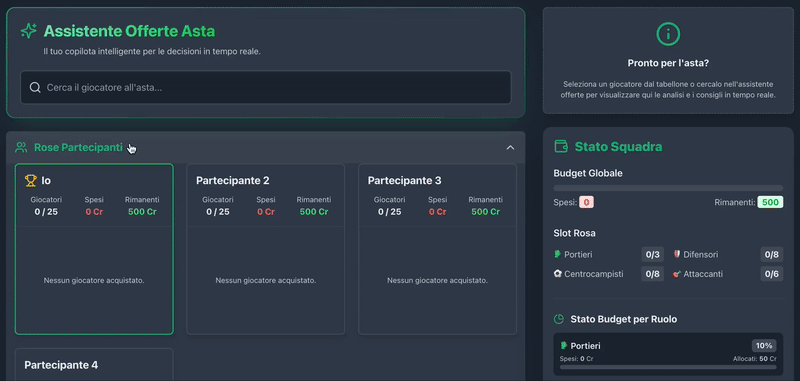 Assistente Offerte Asta
Il tuo copilota intelligente per le decisioni in tempo reale.
Cerca il giocatore all'asta...
Rose Partecipanti
Io
Giocatori Spesi Rimanenti
0 / 25 0 Cr 500 Cr
Nessun giocatore acquistato.
Partecipante 2
Giocatori Spesi Rimanenti
0 / 25 0 Cr 500 Cr
Nessun giocatore acquistato.
Partecipante 3
Giocatori Spesi Rimanenti
0 / 25 0 Cr 500 Cr
Nessun giocatore acquistato.
Partecipante 4
Pronto per l'asta?
Seleziona un giocatore dal tabellone o cercalo nell'assistente
offerte per visualizzare qui le analisi e i consigli in tempo reale.
Stato Squadra
Budget Globale
Spesi: 0 Rimanenti: 500
Slot Rosa
Portieri 0/3 Difensori 0/8
Centrocampisti 0/8 Attaccanti 0/6
Stato Budget per Ruolo
Portieri 10%
Spesi: 0 Cr Allocati: 50 Cr